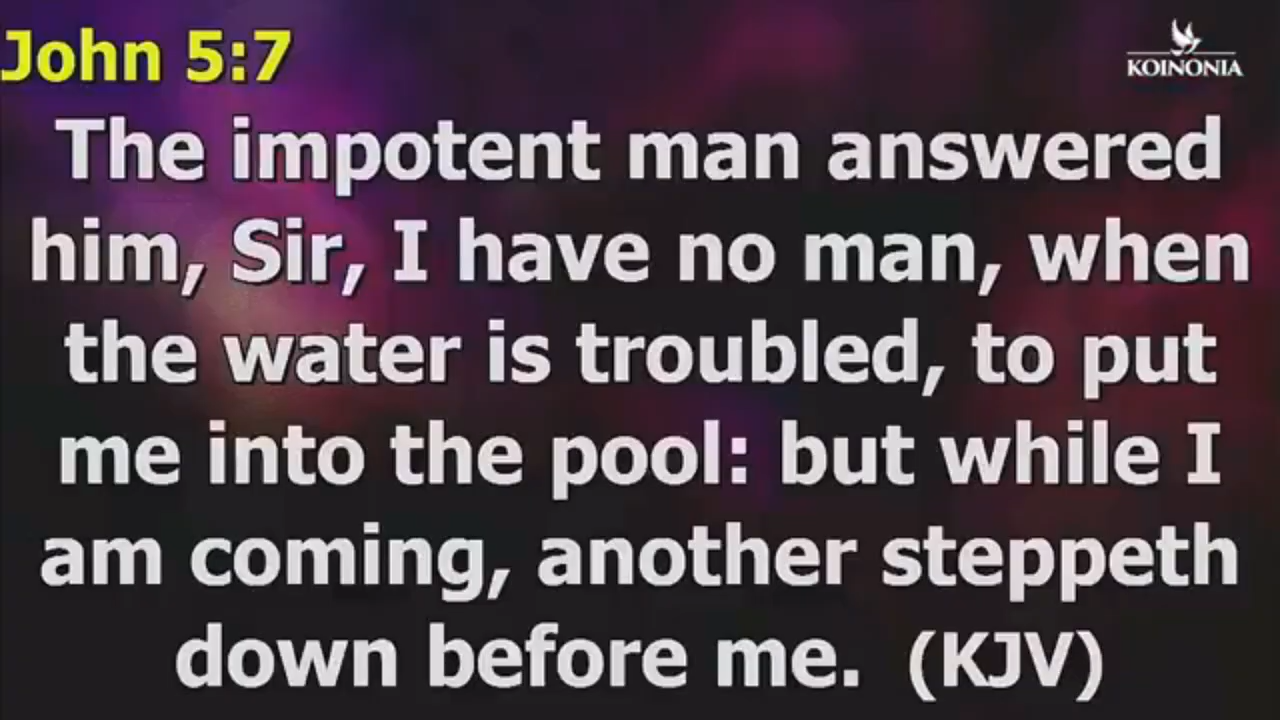 John 5:7
KOINONIA
The impotent man answered
him, Sir, I have no man, when
the water is troubled, to put
me into the pool: but while I
am coming, another steppeth
down before me. (KJV)